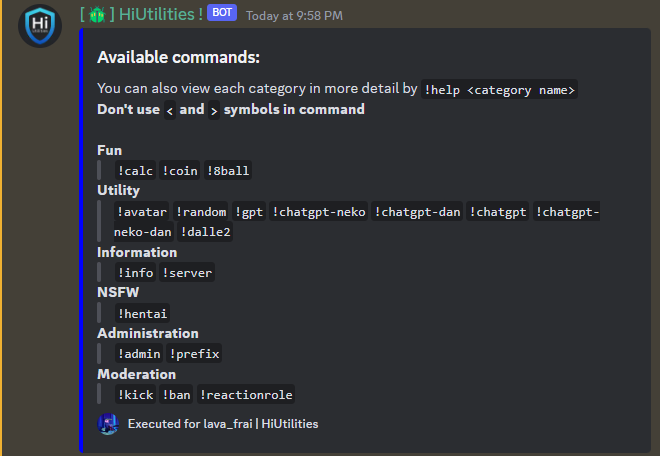 Hi
[🪲] HiUtilities ! BOT Today at 9:58 PM
Available commands:
You can also view each category in more detail by !help <category name>
Don't use < and > symbols in command
Fun
!calc !coin !8ball
Utility
!avatar !random !gpt !chatgpt-neko !chatgpt-dan !chatgpt !chatgpt-
neko-dan !dalle2
Information
!info !server
NSFW
!hentai
Administration
!admin !prefix
Moderation
!kick !ban !reactionrole
Executed for lava_frai | HiUtilities